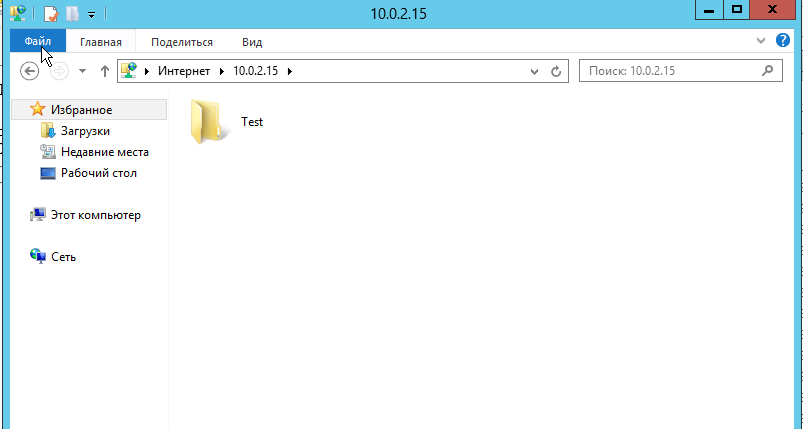 10.0.2.15
Файл Главная Поделиться Вид
Интернет 10.0.2.15 Поиск: 10.0.2.15
Избранное
Загрузки
Недавние места
Рабочий стол
Этот компьютер
Сеть
Test